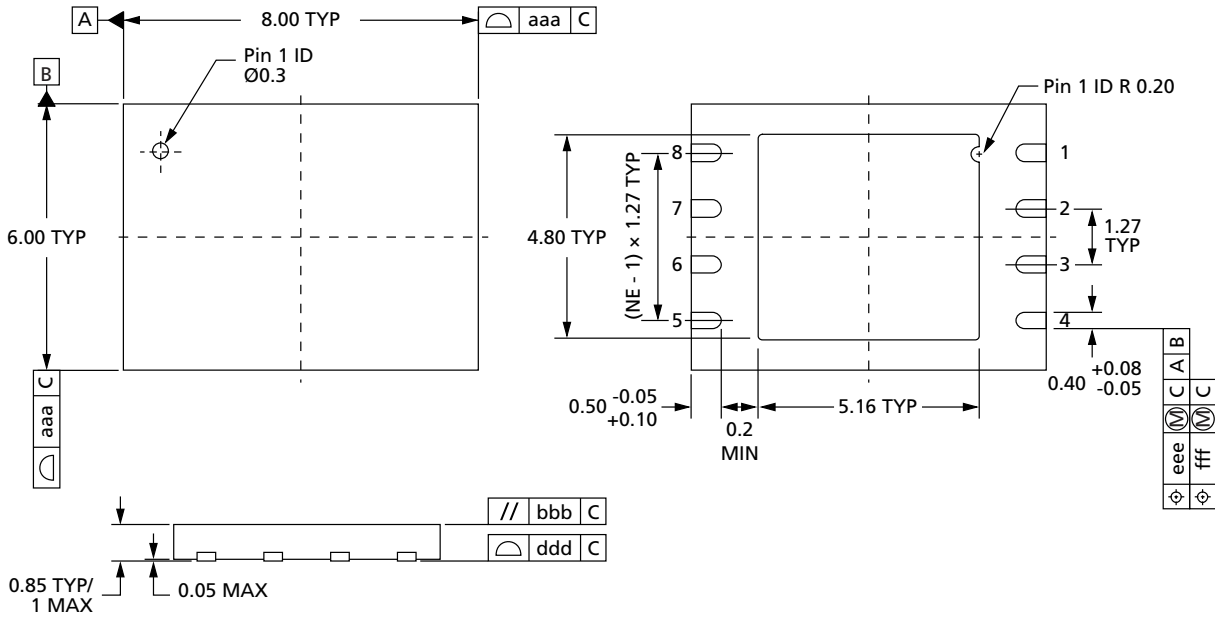 A
8.00 TYP
aaa C
Pin 1 ID
Ø0.3
B
6.00 TYP
aaa C
Pin 1 ID R 0.20
8
7
6
5
(NE - 1) × 1.27 TYP
4.80 TYP
1
2
3
4
1.27
TYP
0.40 +0.08
-0.05
0.50 -0.05
+0.10
0.2
MIN
5.16 TYP
eee M C A B
fff M C
// bbb C
ddd C
0.85 TYP/
1 MAX
0.05 MAX